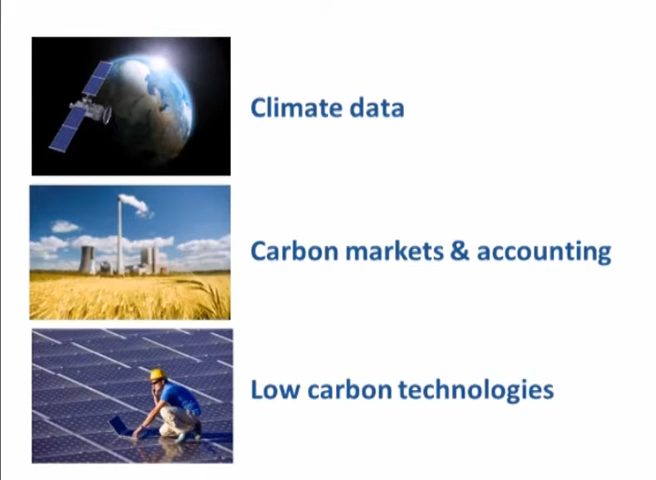 Climate data
Carbon markets & accounting
Low carbon technologies